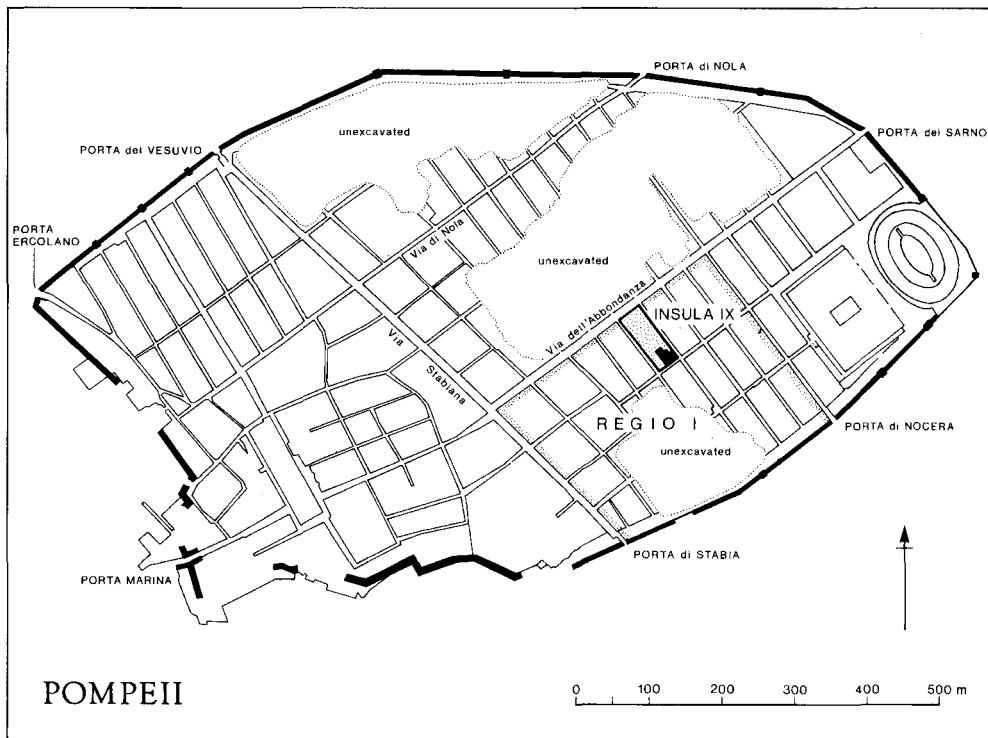 PORTA di NOLA
unexcavated
PORTA del SARNO
PORTA del VESUVIO
PORTA
ERCOLANO
Via di Nola
unexcavated
Via dell'Abbondanza
INSULA IX
Via
Stabiana
REGIO I
unexcavated
PORTA di NOCERA
PORTA di STABIA
PORTA MARINA
POMPEII
0 100 200 300 400 500 m